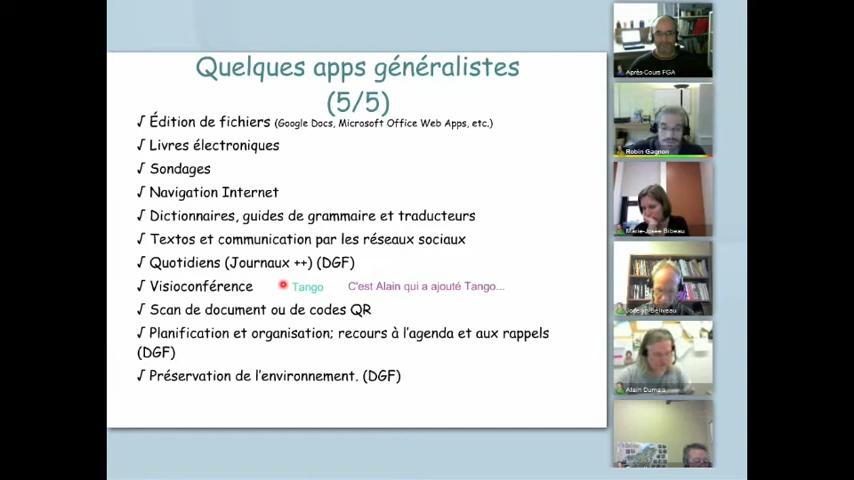 Quelques apps généralistes
(5/5)
√ Édition de fichiers (Google Docs, Microsoft Office Web Apps, etc.)
√ Livres électroniques
√ Sondages
√ Navigation Internet
√ Dictionnaires, guides de grammaire et traducteurs
√ Textos et communication par les réseaux sociaux
√ Quotidiens (Journaux ++) (DGF)
√ Visioconférence Tango C'est Alain qui a ajouté Tango...
√ Scan de document ou de codes QR
√ Planification et organisation; recours à l'agenda et aux rappels
(DGF)
√ Préservation de l'environnement. (DGF)
Après-Cours FGA
Robin Gagnon
Marie-Josée Bibeau
Jocelyn Béliveau
Alain Dumais